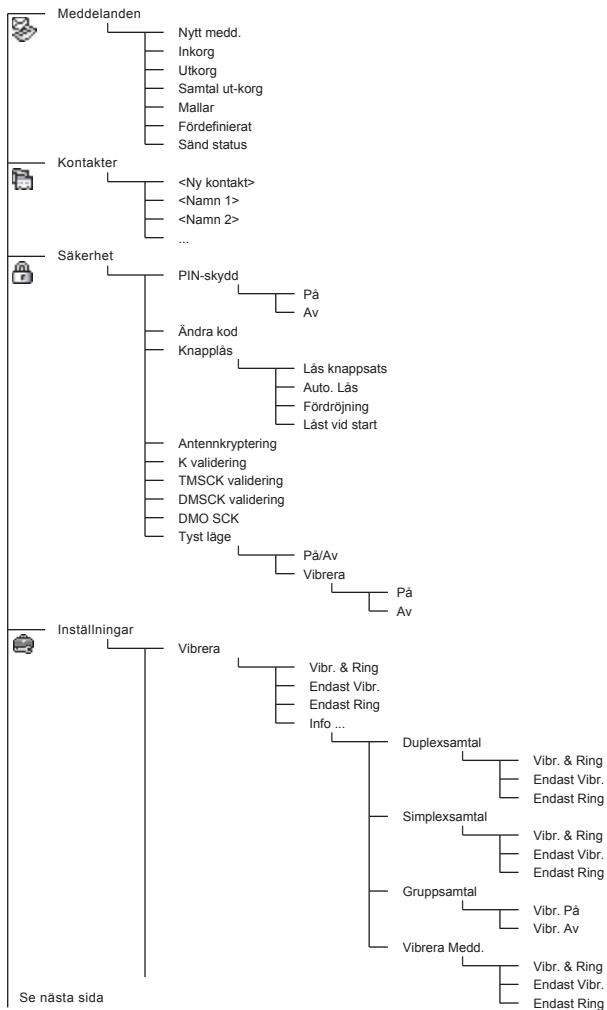 Meddelanden
Nytt medd.
Inkorg
Utkorg
Samtal ut-korg
Mallar
Fördefinierat
Sänd status
Kontakter
<Ny kontakt>
<Namn 1>
<Namn 2>
...
Säkerhet
PIN-skydd
På
Av
Ändra kod
Knapplås
Lås knappsats
Auto. Lås
Fördröjning
Låst vid start
Antennkryptering
K validering
TMSCK validering
DMSCK validering
DMO SCK
Tyst läge
På/Av
Vibrera
På
Av
Inställningar
Vibrera
Vibr. & Ring
Endast Vibr.
Endast Ring
Info ...
Duplexsamtal
Vibr. & Ring
Endast Vibr.
Endast Ring
Simplexsamtal
Vibr. & Ring
Endast Vibr.
Endast Ring
Gruppsamtal
Vibr. På
Vibr. Av
Vibrera Medd.
Vibr. & Ring
Endast Vibr.
Endast Ring
Se nästa sida